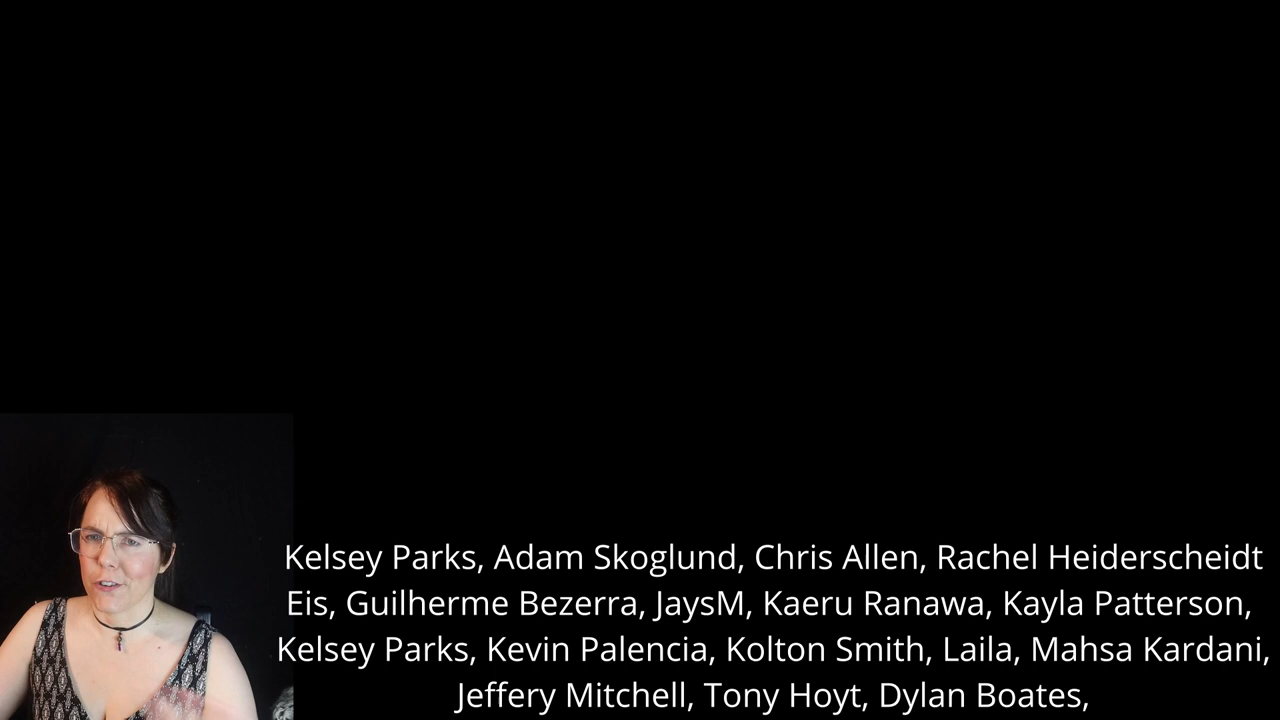 Kelsey Parks, Adam Skoglund, Chris Allen, Rachel Heiderscheidt
Eis, Guilherme Bezerra, JaysM, Kaeru Ranawa, Kayla Patterson,
Kelsey Parks, Kevin Palencia, Kolton Smith, Laila, Mahsa Kardani,
Jeffery Mitchell, Tony Hoyt, Dylan Boates,